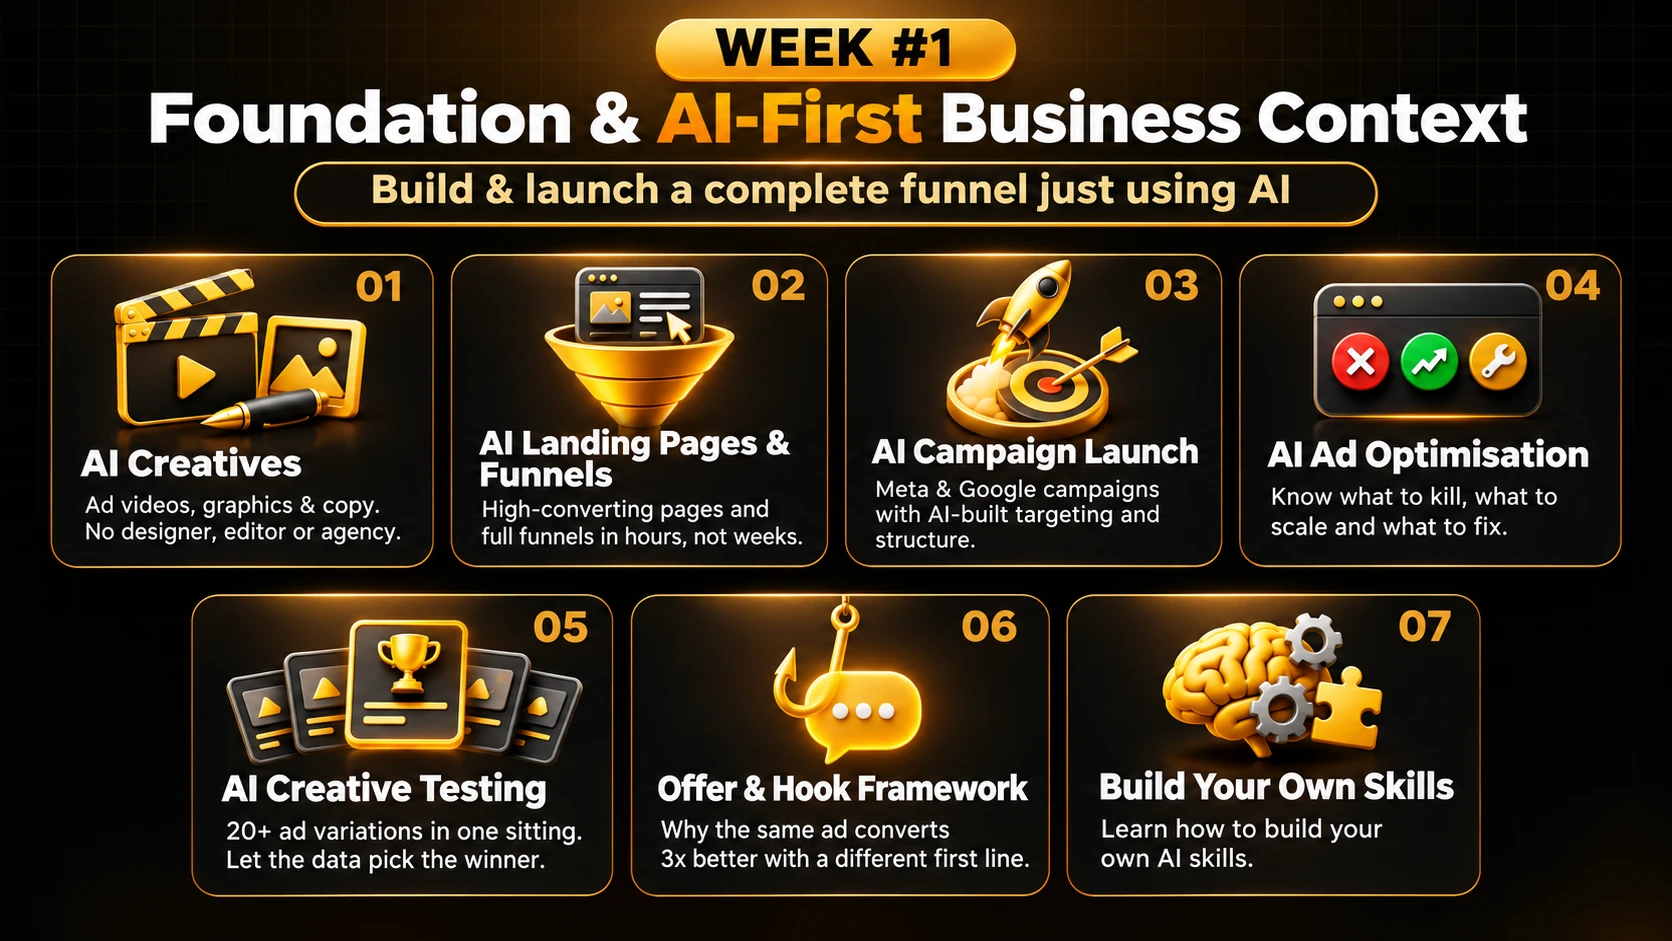 WEEK #1
Foundation & AI-First Business Context
Build & launch a complete funnel just using AI
01
AI Creatives
Ad videos, graphics & copy.
No designer, editor or agency.
02
AI Landing Pages &
Funnels
High-converting pages and
full funnels in hours, not weeks.
03
AI Campaign Launch
Meta & Google campaigns
with AI-built targeting and
structure.
04
AI Ad Optimisation
Know what to kill, what to
scale and what to fix.
05
AI Creative Testing
20+ ad variations in one sitting.
Let the data pick the winner.
06
Offer & Hook Framework
Why the same ad converts
3x better with a different first line.
07
Build Your Own Skills
Learn how to build your
own AI skills.